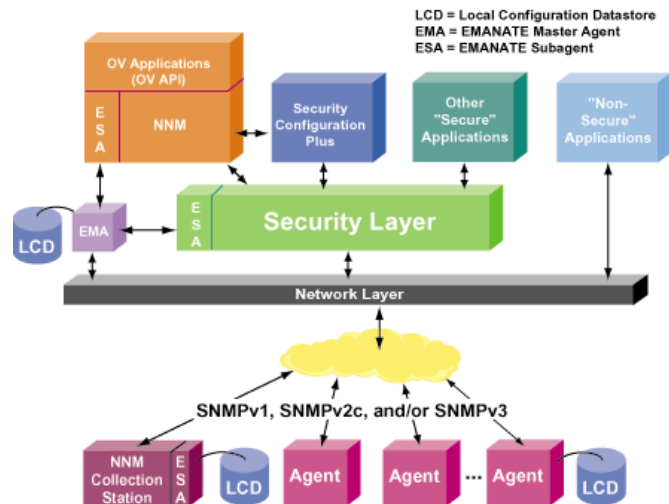 LCD = Local Configuration Datastore
EMA = EMANATE Master Agent
ESA = EMANATE Subagent
OV Applications
(OV API)
E
S
A
NNM
Security
Configuration
Plus
Other
"Secure"
Applications
"Non-
Secure"
Applications
LCD
EMA
E
S
A
Security Layer
Network Layer
SNMPv1, SNMPv2c, and/or SNMPv3
NNM
Collection
Station
E
S
A
LCD
Agent
Agent
...
Agent
LCD